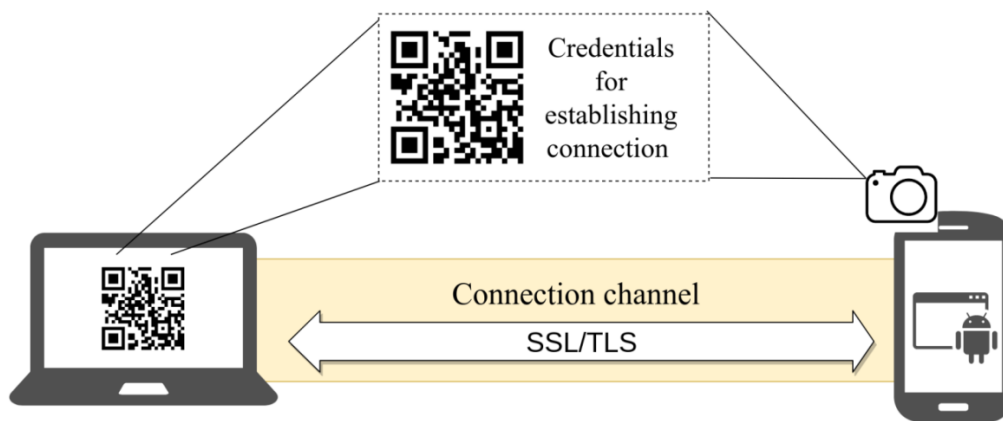 Credentials
for
establishing
connection
Connection channel
SSL/TLS